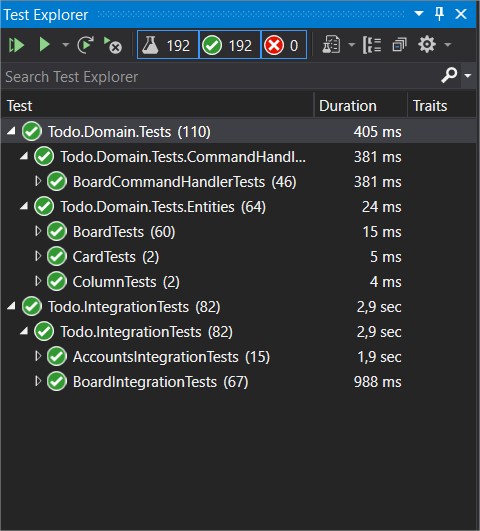 Test Explorer
192 192 0
Search Test Explorer
Test Duration Traits
Todo.Domain.Tests (110) 405 ms
Todo.Domain.Tests.CommandHandl... 381 ms
BoardCommandHandlerTests (46) 381 ms
Todo.Domain.Tests.Entities (64) 24 ms
BoardTests (60) 15 ms
CardTests (2) 5 ms
ColumnTests (2) 4 ms
Todo.IntegrationTests (82) 2,9 sec
Todo.IntegrationTests (82) 2,9 sec
AccountsIntegrationTests (15) 1,9 sec
BoardIntegrationTests (67) 988 ms